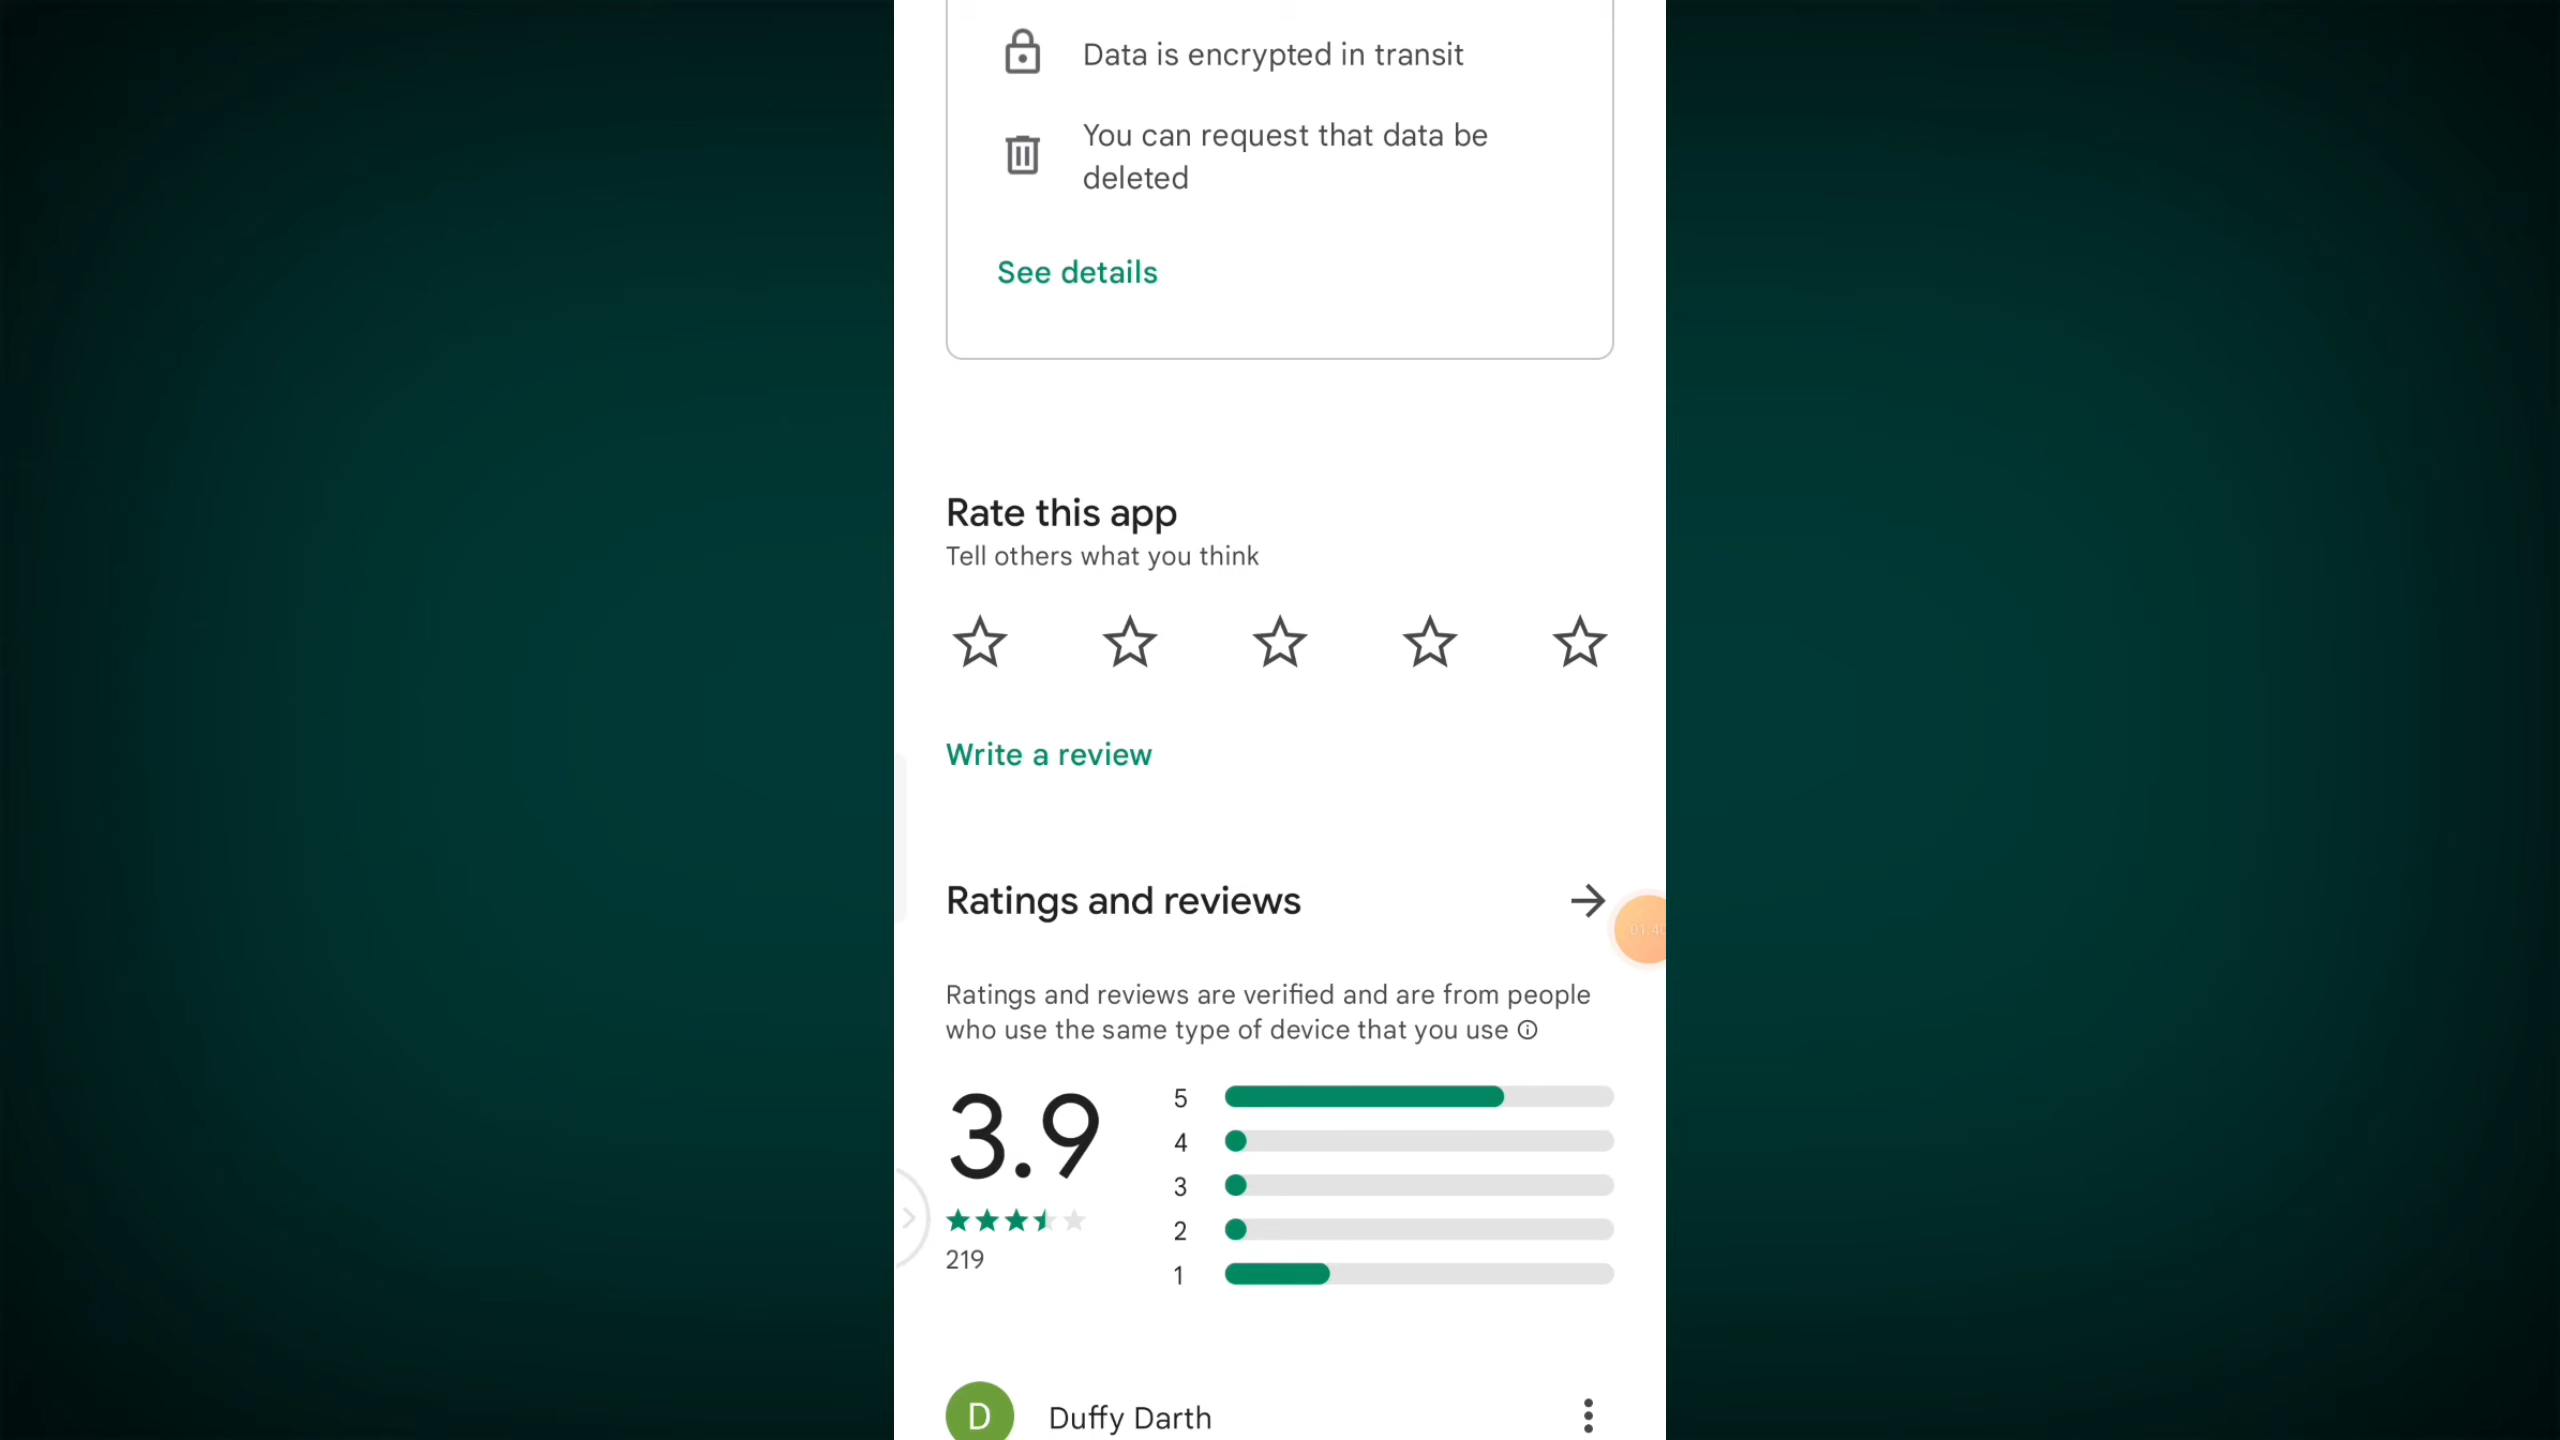 Data is encrypted in transit
You can request that data be
deleted
See details
Rate this app
Tell others what you think
Write a review
Ratings and reviews
01:40
Ratings and reviews are verified and are from people
who use the same type of device that you use
3.9
219
5
4
3
2
1
D
Duffy Darth